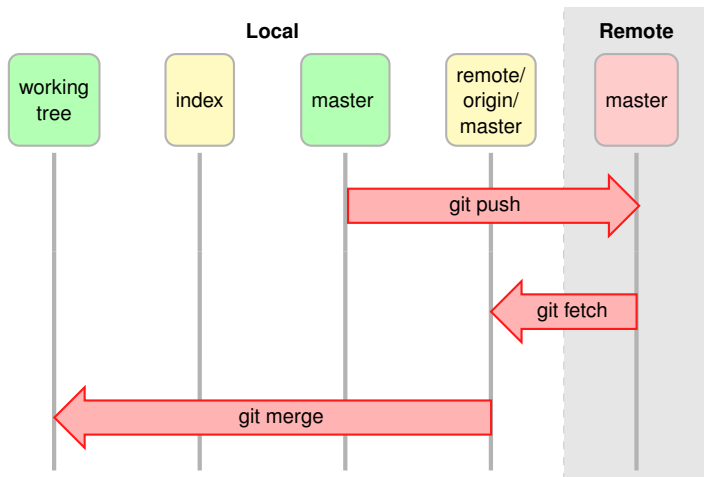 Local
Remote
working
tree
index
master
remote/
origin/
master
master
git push
git fetch
git merge